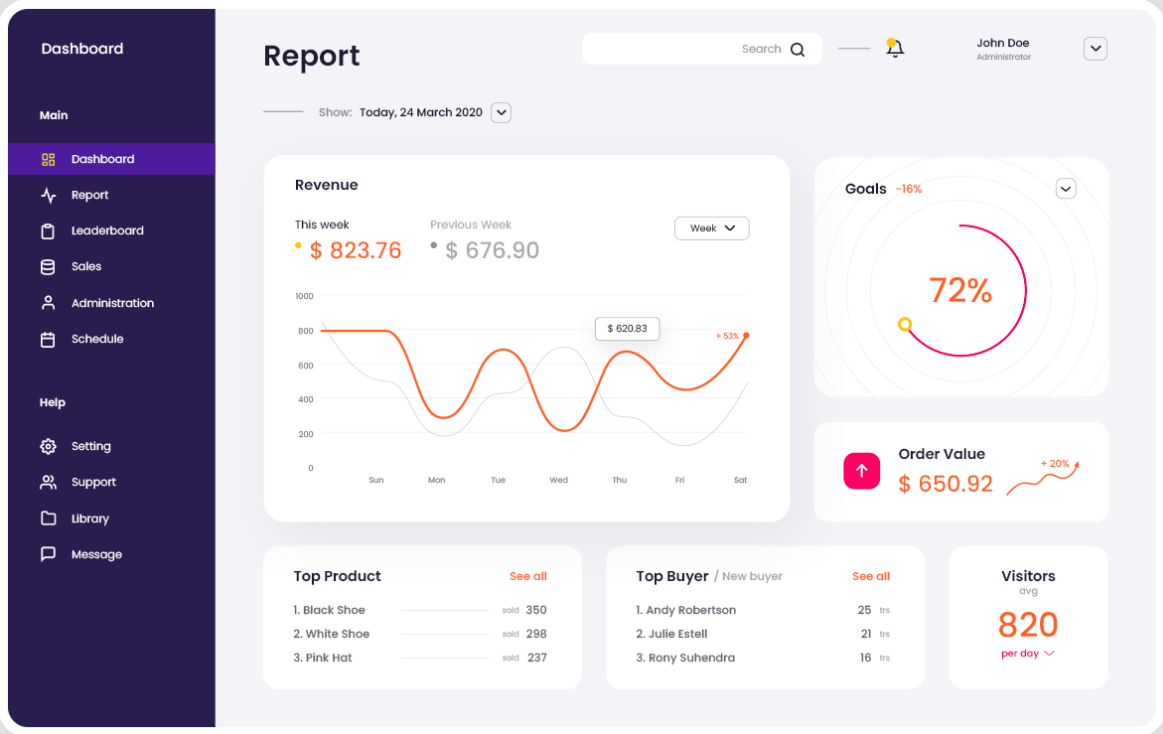 Dashboard
Main
Dashboard
Report
Leaderboard
Sales
Administration
Schedule
Help
Setting
Support
Library
Message
Report
Search
John Doe
Administrator
Show: Today, 24 March 2020
Revenue
This week
$ 823.76
Previous Week
$ 676.90
Week
1000
800
600
400
200
0
$ 620.83
+ 53%
Sun Mon Tue Wed Thu Fri Sat
Goals -16%
72%
Order Value
$ 650.92
+ 20%
Top Product See all
1. Black Shoe sold 350
2. White Shoe sold 298
3. Pink Hat sold 237
Top Buyer / New buyer See all
1. Andy Robertson 25 trs
2. Julie Estell 21 trs
3. Rony Suhendra 16 trs
Visitors
avg
820
per day